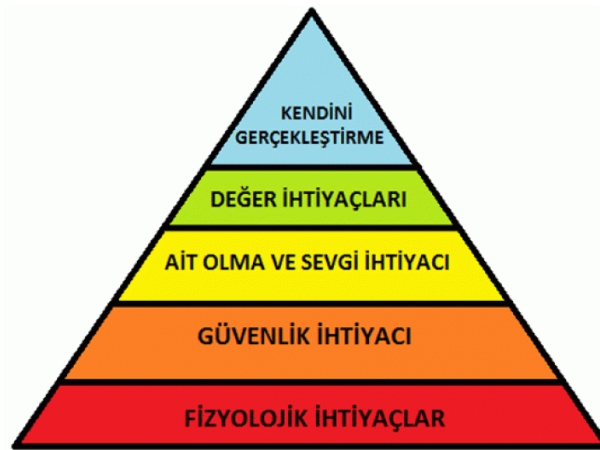 KENDİNİ
GERÇEKLEŞTİRME
DEĞER İHTİYAÇLARI
AİT OLMA VE SEVGİ İHTİYACI
GÜVENLİK İHTİYACI
FİZYOLOJİK İHTİYAÇLAR